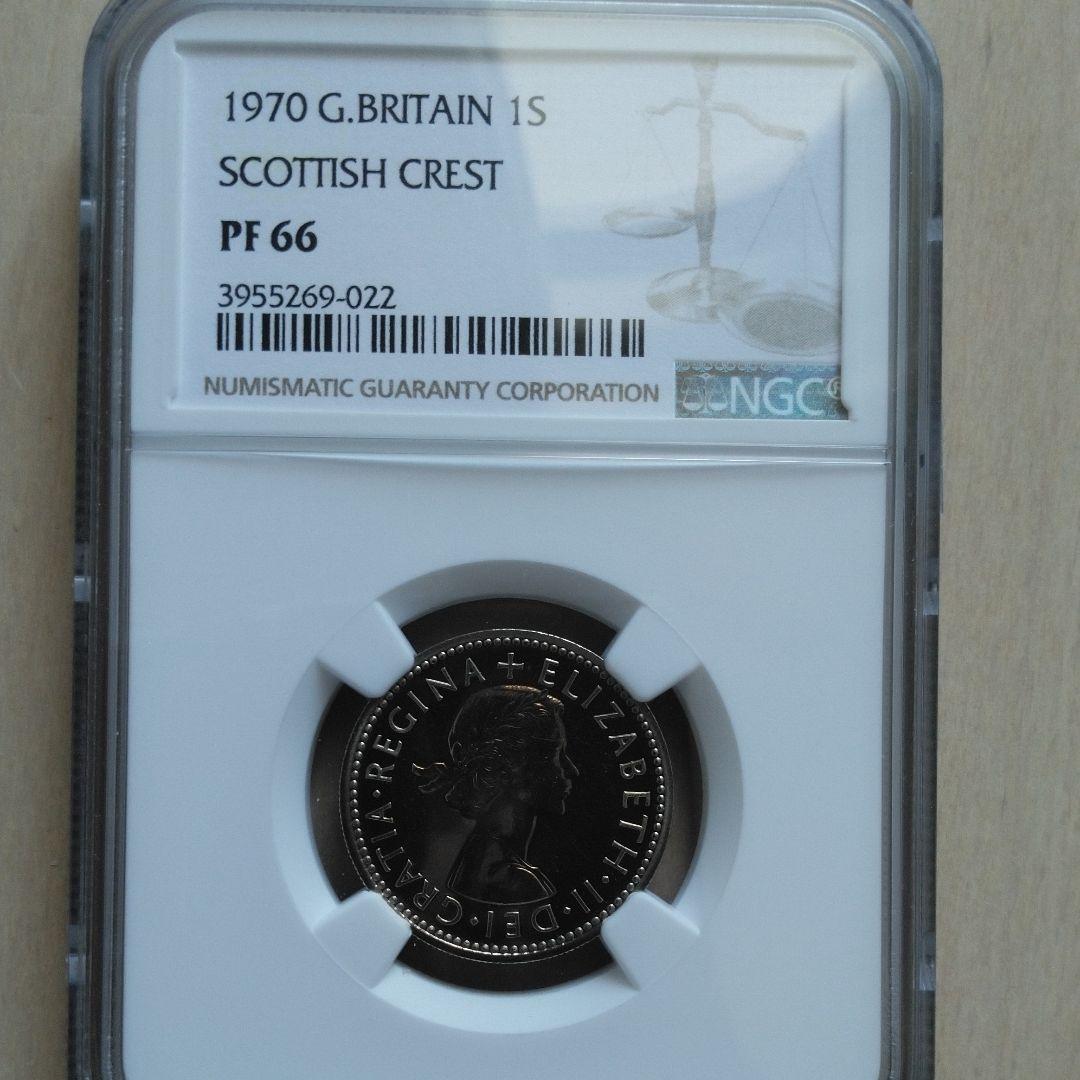 1970 G.BRITAIN 1S
SCOTTISH CREST
PF 66
3955269-022
NUMISMATIC GUARANTY CORPORATION
NGC®
+ ELIZABETH · II · DEI · GRATIA · REGINA